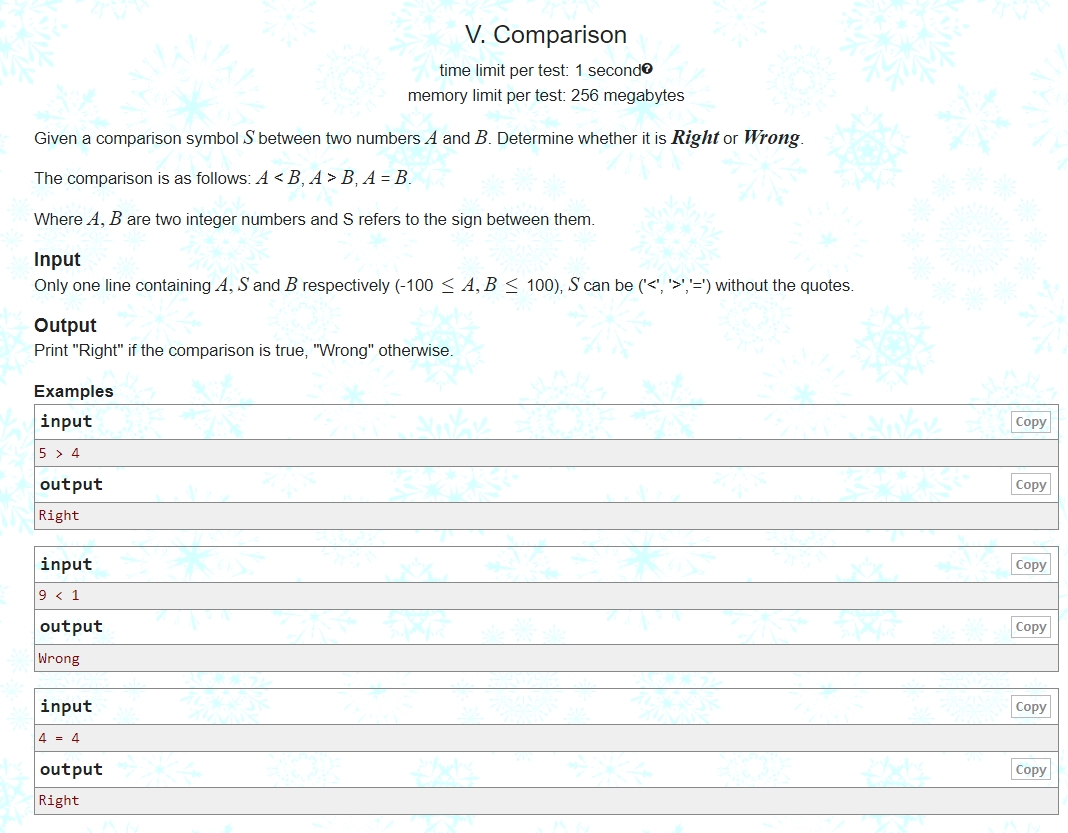 V. Comparison
time limit per test: 1 second?
memory limit per test: 256 megabytes
Given a comparison symbol S between two numbers A and B. Determine whether it is Right or Wrong.
The comparison is as follows: A < B, A > B, A = B.
Where A, B are two integer numbers and S refers to the sign between them.
Input
Only one line containing A, S and B respectively (-100 ≤ A, B ≤ 100), S can be ('<', '>','=') without the quotes.
Output
Print "Right" if the comparison is true, "Wrong" otherwise.
Examples
input Copy
5 > 4
output Copy
Right
input Copy
9 < 1
output Copy
Wrong
input Copy
4 = 4
output Copy
Right